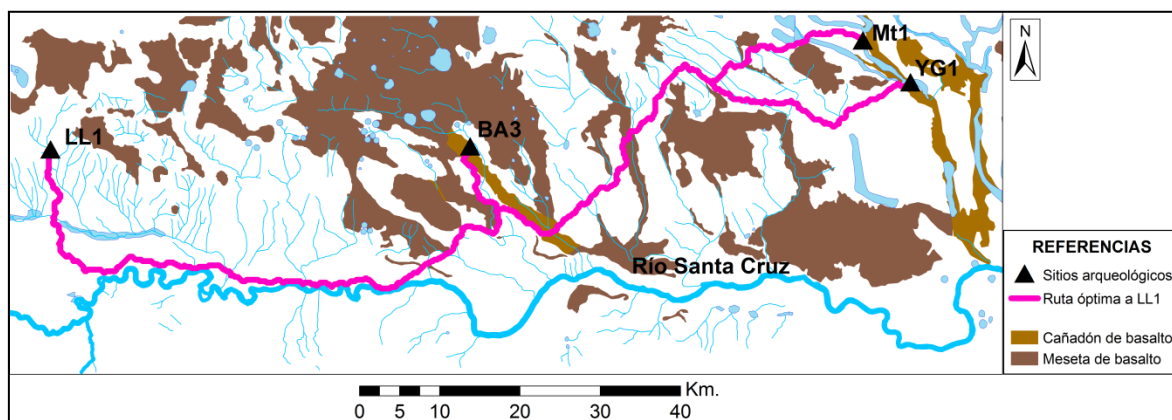 Mt1
YG1
BA3
LL1
Río Santa Cruz
N
REFERENCIAS
Sitios arqueológicos
Ruta óptima a LL1
Cañadón de basalto
Meseta de basalto
0 5 10 20 30 40 Km.